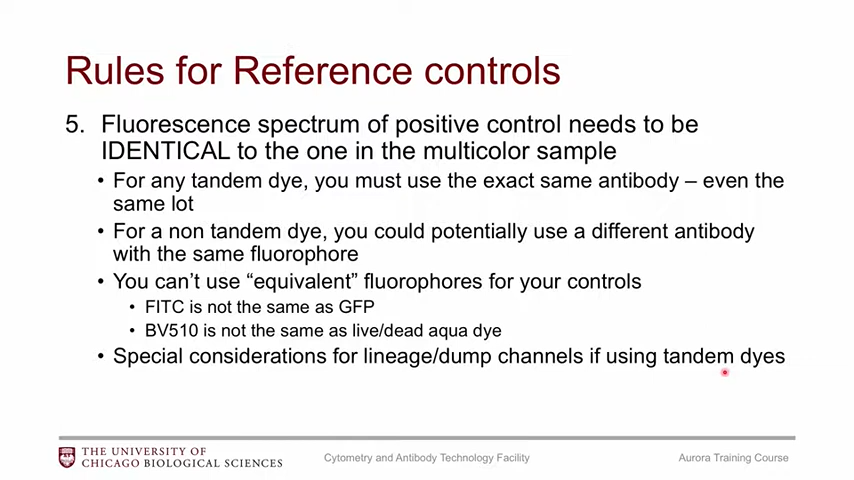 Rules for Reference controls
5. Fluorescence spectrum of positive control needs to be
IDENTICAL to the one in the multicolor sample
• For any tandem dye, you must use the exact same antibody – even the
same lot
• For a non tandem dye, you could potentially use a different antibody
with the same fluorophore
• You can’t use “equivalent” fluorophores for your controls
• FITC is not the same as GFP
• BV510 is not the same as live/dead aqua dye
• Special considerations for lineage/dump channels if using tandem dyes
THE UNIVERSITY OF
CHICAGO BIOLOGICAL SCIENCES
Cytometry and Antibody Technology Facility
Aurora Training Course